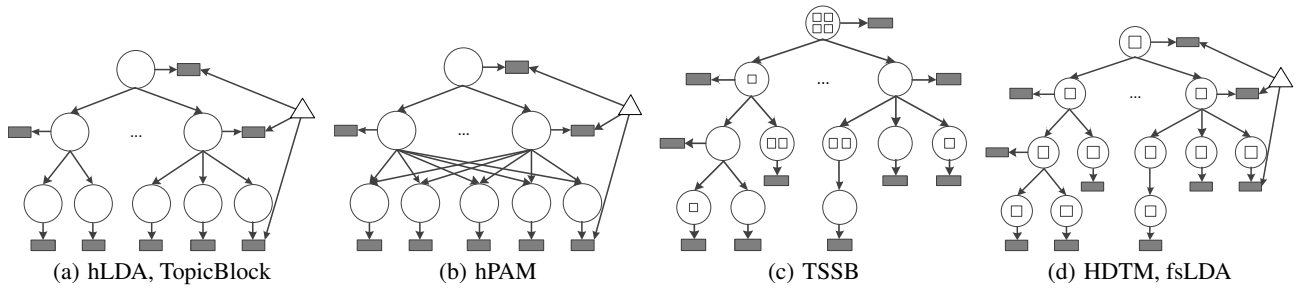 ...
...
...
...
(a) hLDA, TopicBlock
(b) hPAM
(c) TSSB
(d) HDTM, fsLDA